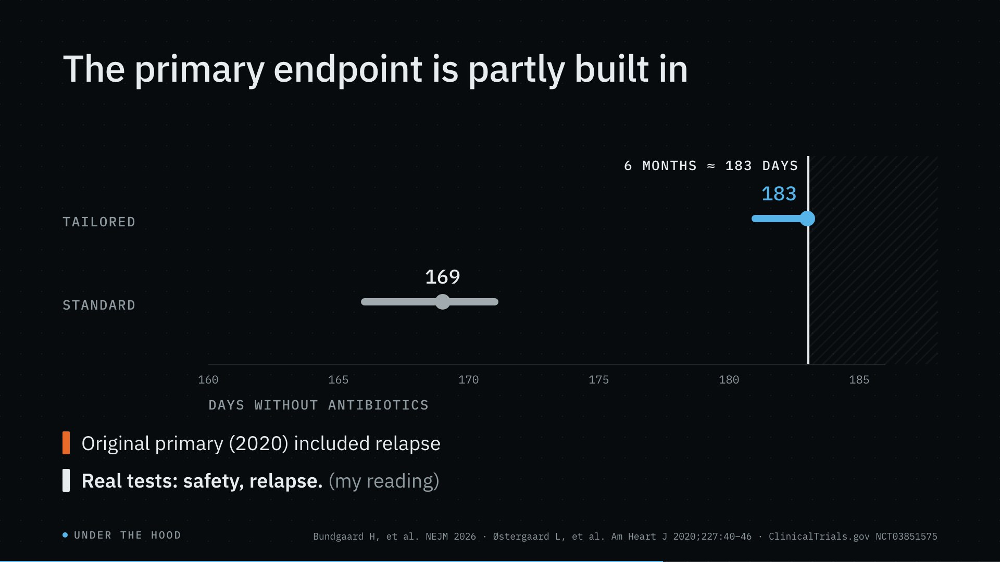 The primary endpoint is partly built in
6 MONTHS ≈ 183 DAYS
183
TAILORED
169
STANDARD
160 165 170 175 180 185
DAYS WITHOUT ANTIBIOTICS
Original primary (2020) included relapse
Real tests: safety, relapse. (my reading)
UNDER THE HOOD
Bundgaard H, et al. NEJM 2026 · Østergaard L, et al. Am Heart J 2020;227:40–46 · ClinicalTrials.gov NCT03851575